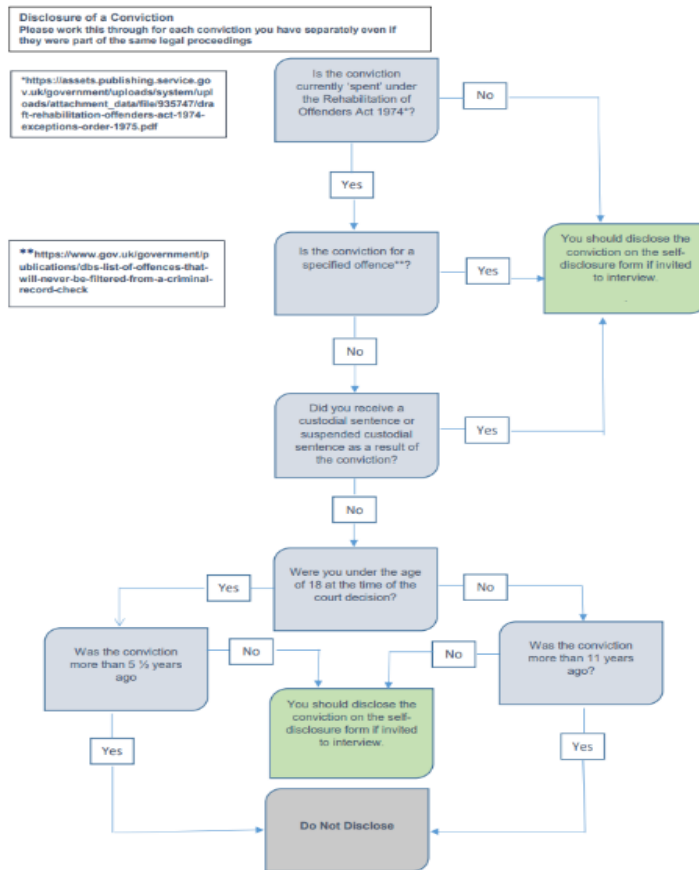 Disclosure of a Conviction
Please work this through for each conviction you have separately even if
they were part of the same legal proceedings
*https://assets.publishing.service.go
v.uk/government/uploads/system/upl
oads/attachment_data/file/935747/dra
ft-rehabilitation-offenders-act-1974-
exceptions-order-1975.pdf
Is the conviction
currently 'spent' under
the Rehabilitation of
Offenders Act 1974*?
No
Yes
**https://www.gov.uk/government/p
ublications/dbs-list-of-offences-that-
will-never-be-filtered-from-a-criminal-
record-check
Is the conviction for a
specified offence**?
Yes
You should disclose the
conviction on the self-
disclosure form if invited
to interview.
.
No
Did you receive a
custodial sentence or
suspended custodial
sentence as a result of
the conviction?
Yes
No
Were you under the age
of 18 at the time of the
court decision?
Yes
No
Was the conviction
more than 5 ½ years
ago
No
Was the conviction
more than 11 years
ago?
No
You should disclose the
conviction on the self-
disclosure form if invited
to interview.
Yes
Yes
Do Not Disclose